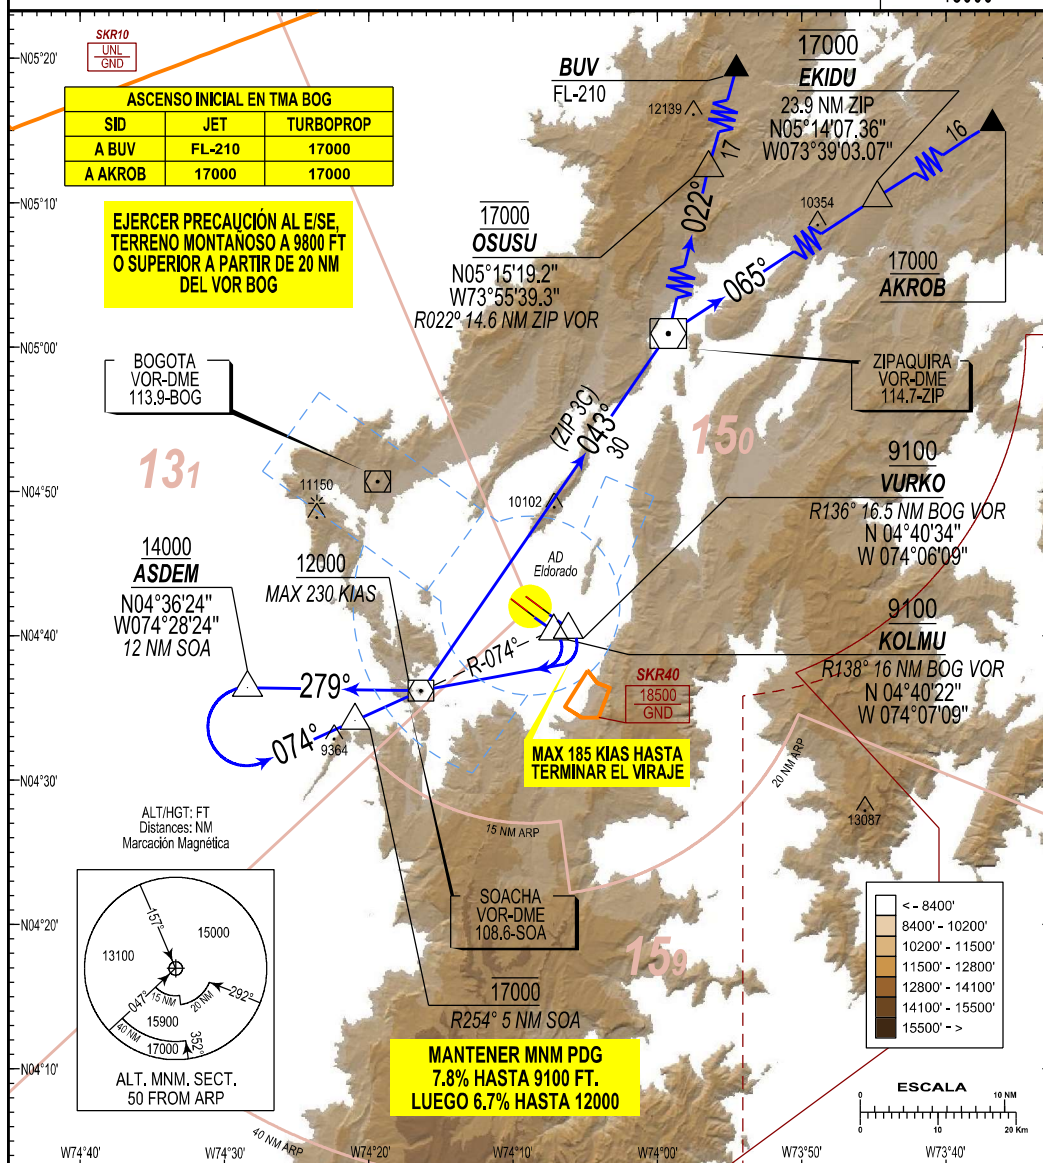 N05°20'
SKR10
UNL
GND
ASCENSO INICIAL EN TMA BOG
SID JET TURBOPROP
A BUV FL-210 17000
A AKROB 17000 17000
BUV
FL-210
12139
17000
EKIDU
23.9 NM ZIP
N05°14'07.36"
W073°39'03.07"
16
17
022°
N05°10'
EJERCER PRECAUCIÓN AL E/SE,
TERRENO MONTAÑOSO A 9800 FT
O SUPERIOR A PARTIR DE 20 NM
DEL VOR BOG
17000
OSUSU
N05°15'19.2"
W73°55'39.3"
R022° 14.6 NM ZIP VOR
10354
065°
17000
AKROB
N05°00'
BOGOTA
VOR-DME
113.9-BOG
ZIPAQUIRA
VOR-DME
114.7-ZIP
(ZIP 3C)
043°
30
150
131
N04°50'
11150
10102
9100
VURKO
R136° 16.5 NM BOG VOR
N 04°40'34"
W 074°06'09"
14000
ASDEM
N04°36'24"
W074°28'24"
12 NM SOA
12000
MAX 230 KIAS
AD
Eldorado
N04°40'
R-074°
9100
KOLMU
R138° 16 NM BOG VOR
N 04°40'22"
W 074°07'09"
279°
074°
9364
SKR40
18500
GND
MAX 185 KIAS HASTA
TERMINAR EL VIRAJE
N04°30'
20 NM ARP
15 NM ARP
13087
ALT/HGT: FT
Distances: NM
Marcación Magnética
N04°20'
SOACHA
VOR-DME
108.6-SOA
159
157°
13100
15000
047°
15 NM
20 NM
292°
15900
40 NM
17000
352°
ALT. MNM. SECT.
50 FROM ARP
17000
R254° 5 NM SOA
< - 8400'
8400' - 10200'
10200' - 11500'
11500' - 12800'
12800' - 14100'
14100' - 15500'
15500' - >
N04°10'
MANTENER MNM PDG
7.8% HASTA 9100 FT.
LUEGO 6.7% HASTA 12000
ESCALA
0 10 NM
0 10 20 Km
40 NM ARP
W74°40' W74°30' W74°20' W74°10' W74°00' W73°50' W73°40'